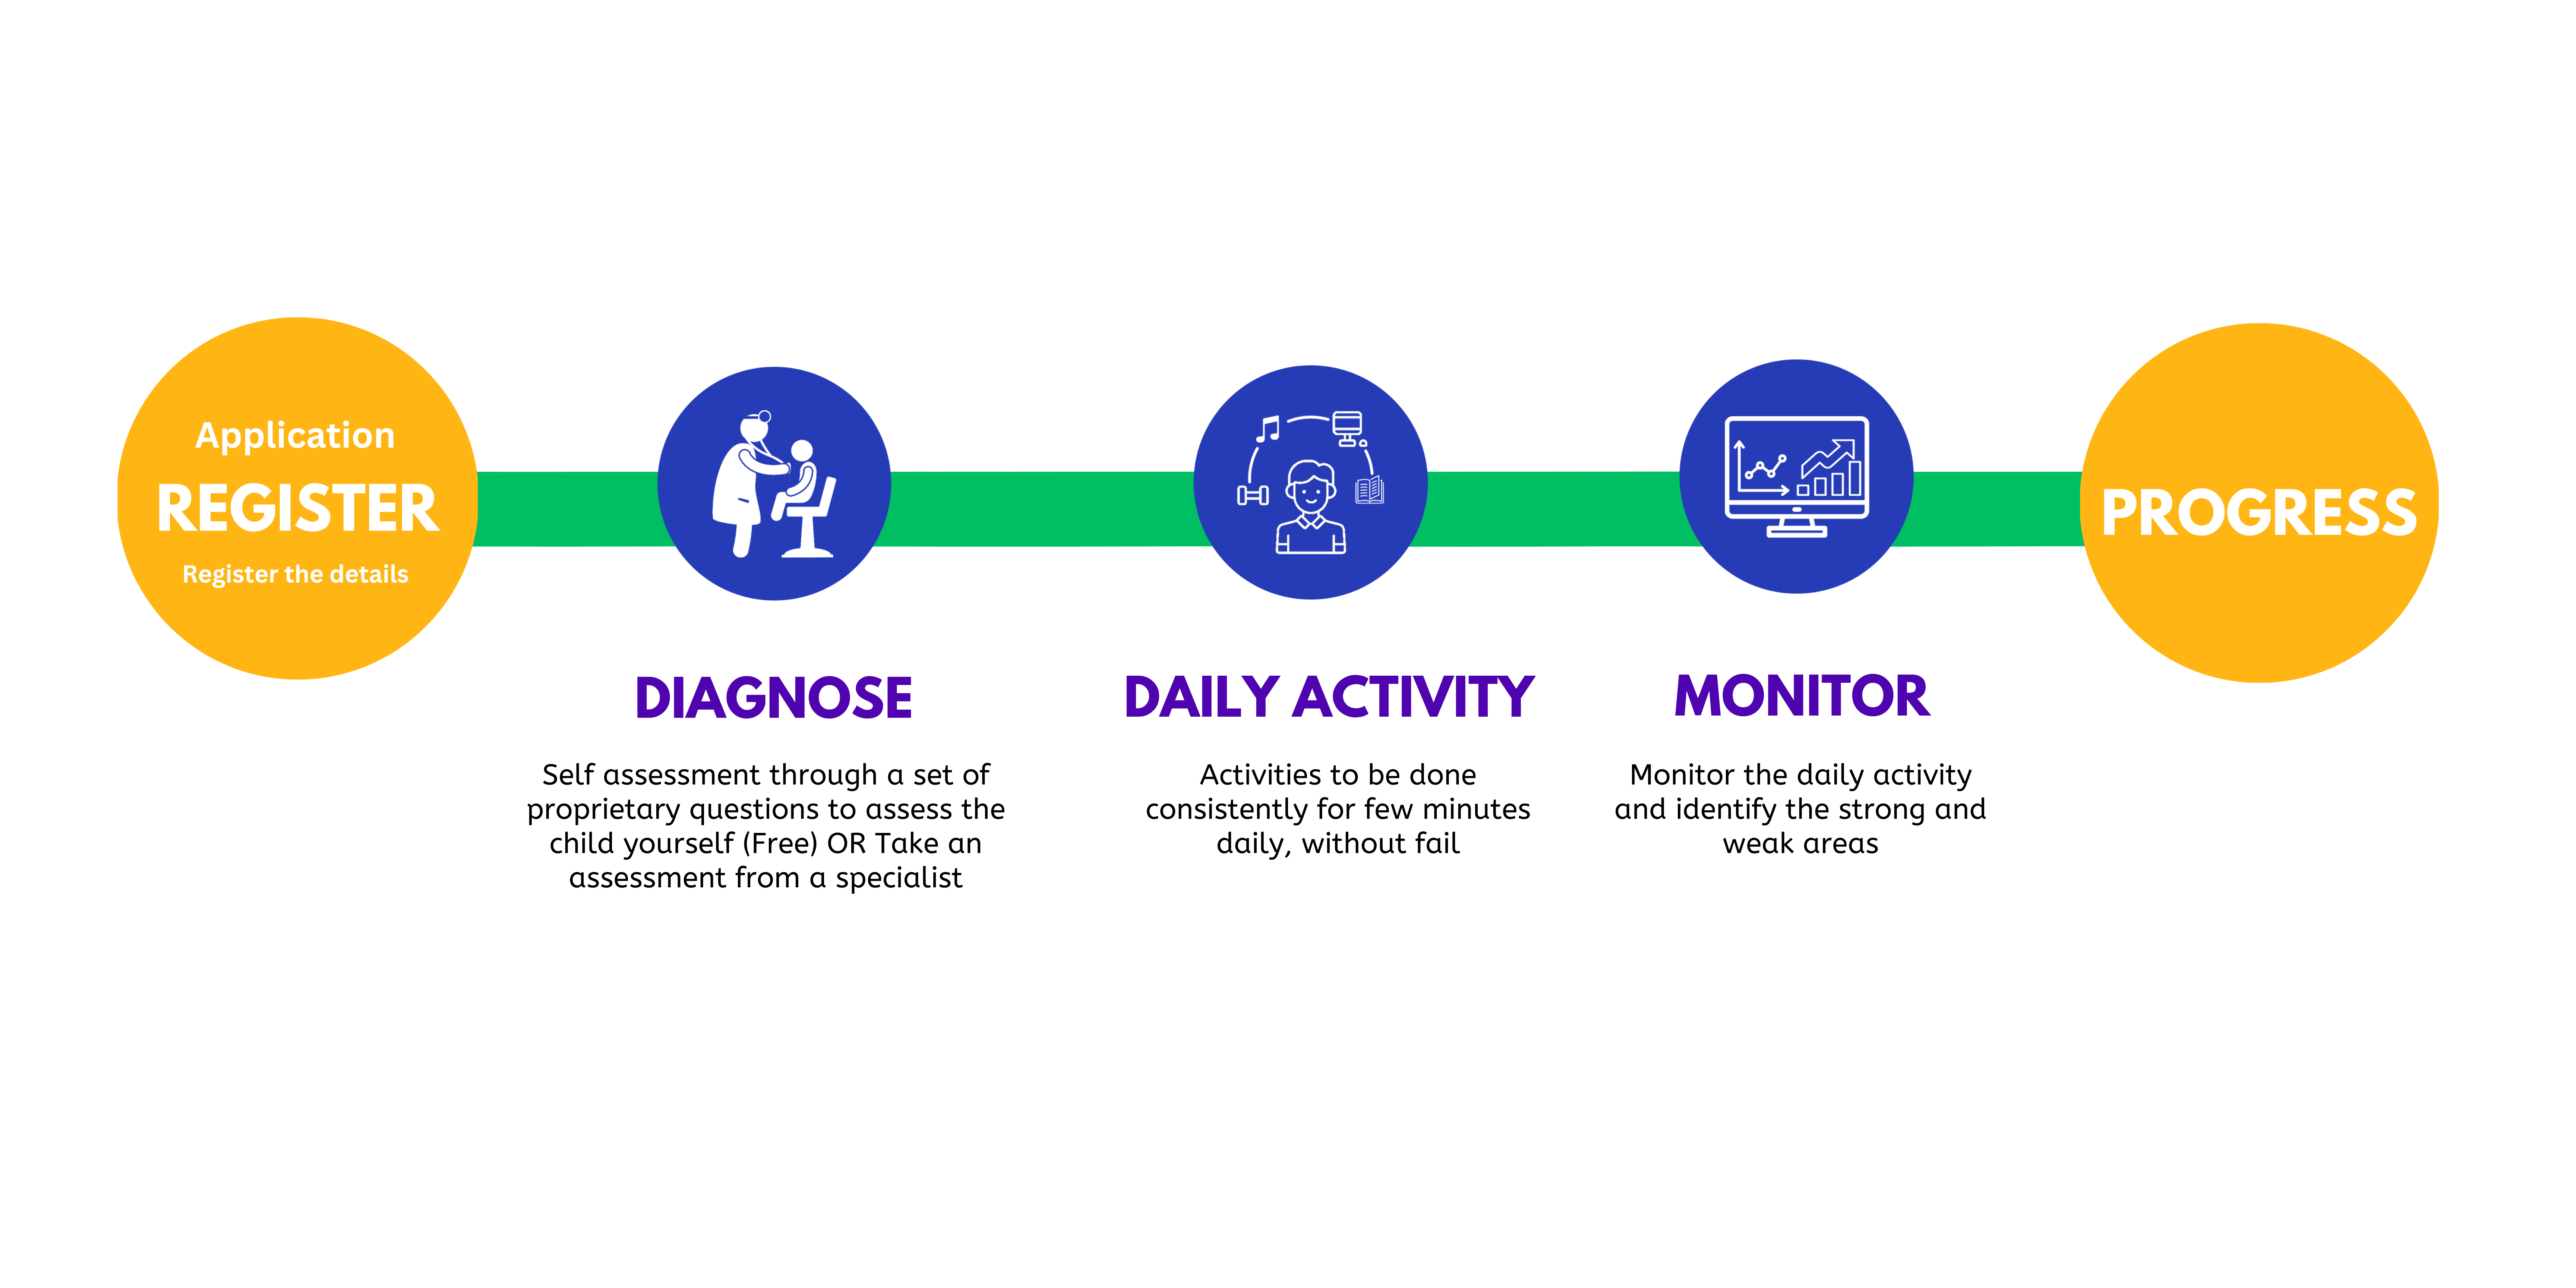 Application
REGISTER
Register the details
DIAGNOSE
Self assessment through a set of
proprietary questions to assess the
child yourself (Free) OR Take an
assessment from a specialist
DAILY ACTIVITY
Activities to be done
consistently for few minutes
daily, without fail
MONITOR
Monitor the daily activity
and identify the strong and
weak areas
PROGRESS